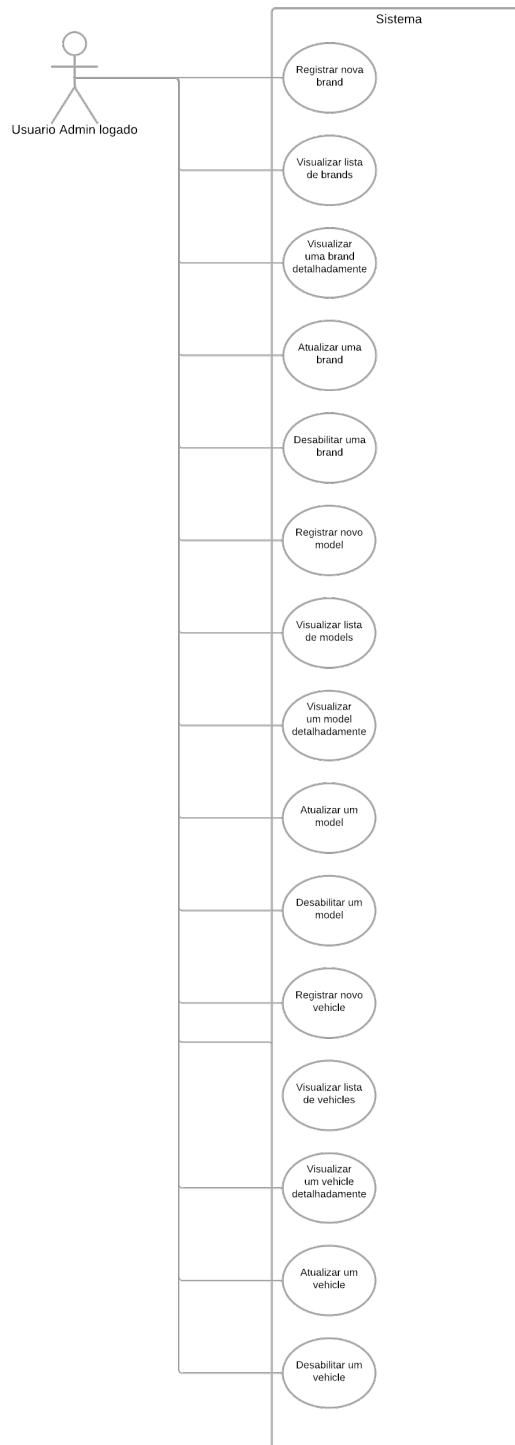 Sistema
Usuario Admin logado
Registrar nova
brand
Visualizar lista
de brands
Visualizar
uma brand
detalhadamente
Atualizar uma
brand
Desabilitar uma
brand
Registrar novo
model
Visualizar lista
de models
Visualizar
um model
detalhadamente
Atualizar um
model
Desabilitar um
model
Registrar novo
vehicle
Visualizar lista
de vehicles
Visualizar
um vehicle
detalhadamente
Atualizar um
vehicle
Desabilitar um
vehicle